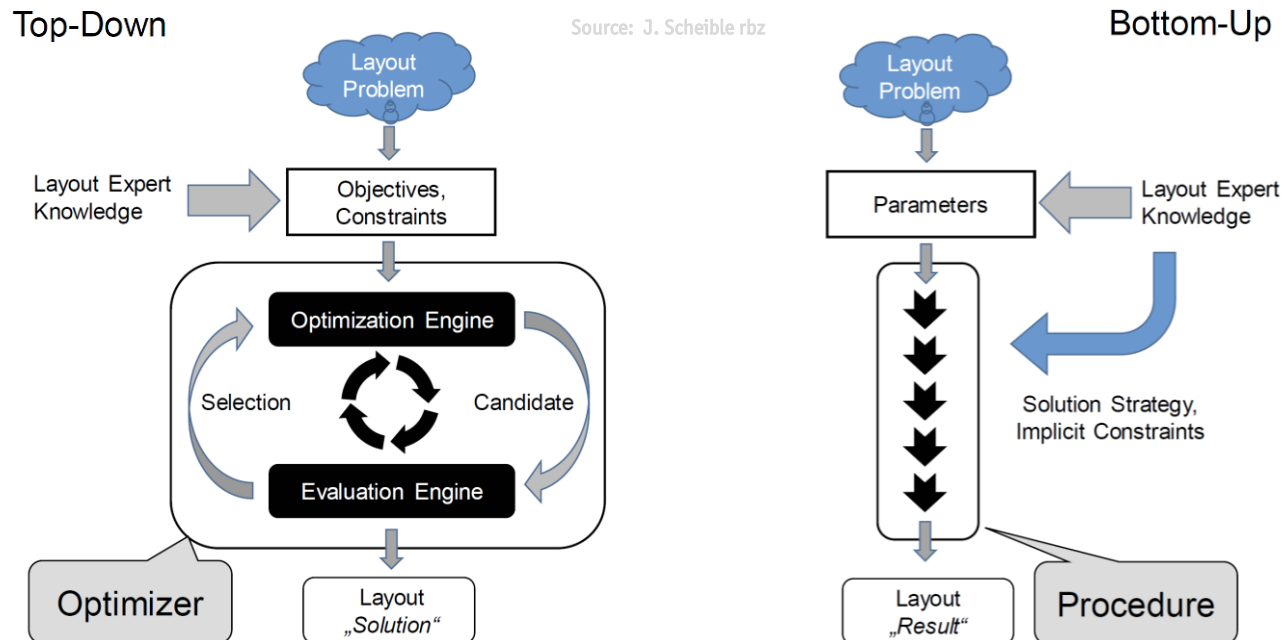 Top-Down
Source: J. Scheible rbz
Bottom-Up
Layout
Problem
Layout Expert
Knowledge
Objectives,
Constraints
Optimization Engine
Selection
Candidate
Evaluation Engine
Optimizer
Layout
„Solution“
Layout
Problem
Parameters
Layout Expert
Knowledge
Solution Strategy,
Implicit Constraints
Layout
„Result“
Procedure